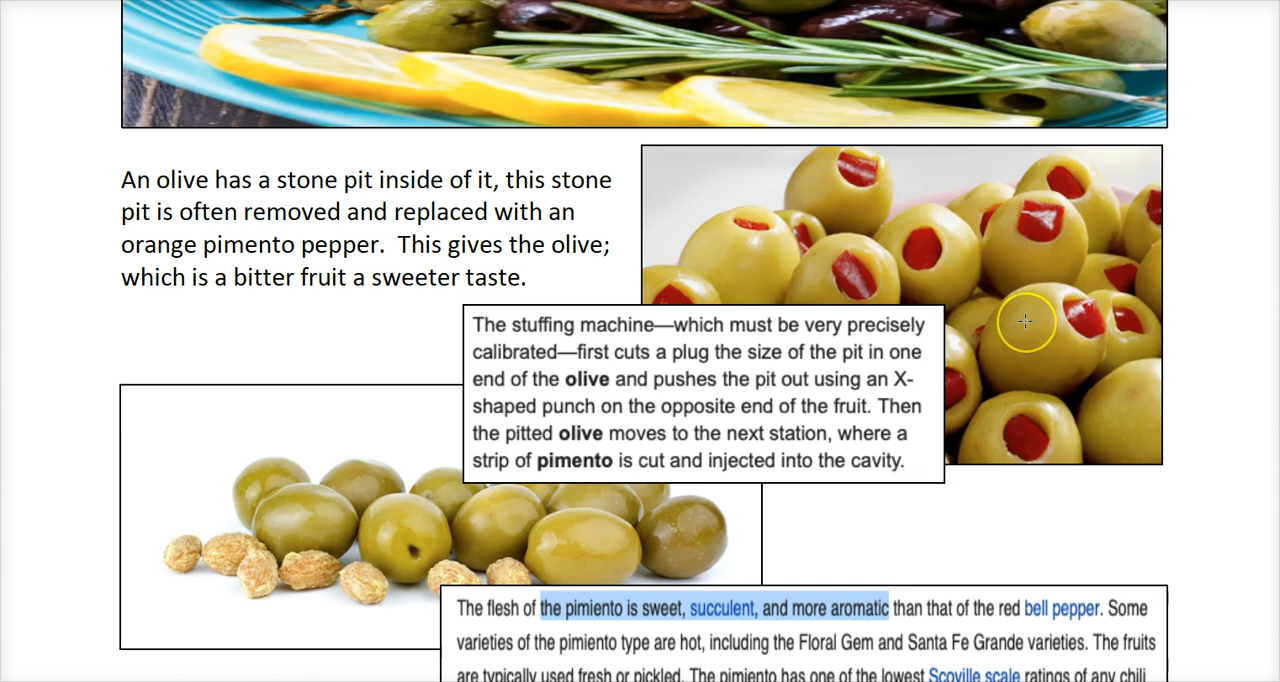 An olive has a stone pit inside of it, this stone
pit is often removed and replaced with an
orange pimento pepper.  This gives the olive;
which is a bitter fruit a sweeter taste.
The stuffing machine—which must be very precisely
calibrated—first cuts a plug the size of the pit in one
end of the olive and pushes the pit out using an X-
shaped punch on the opposite end of the fruit. Then
the pitted olive moves to the next station, where a
strip of pimento is cut and injected into the cavity.
The flesh of the pimiento is sweet, succulent, and more aromatic than that of the red bell pepper. Some
varieties of the pimiento type are hot, including the Floral Gem and Santa Fe Grande varieties. The fruits
are typically used fresh or pickled. The pimiento has one of the lowest Scoville scale ratings of any chili